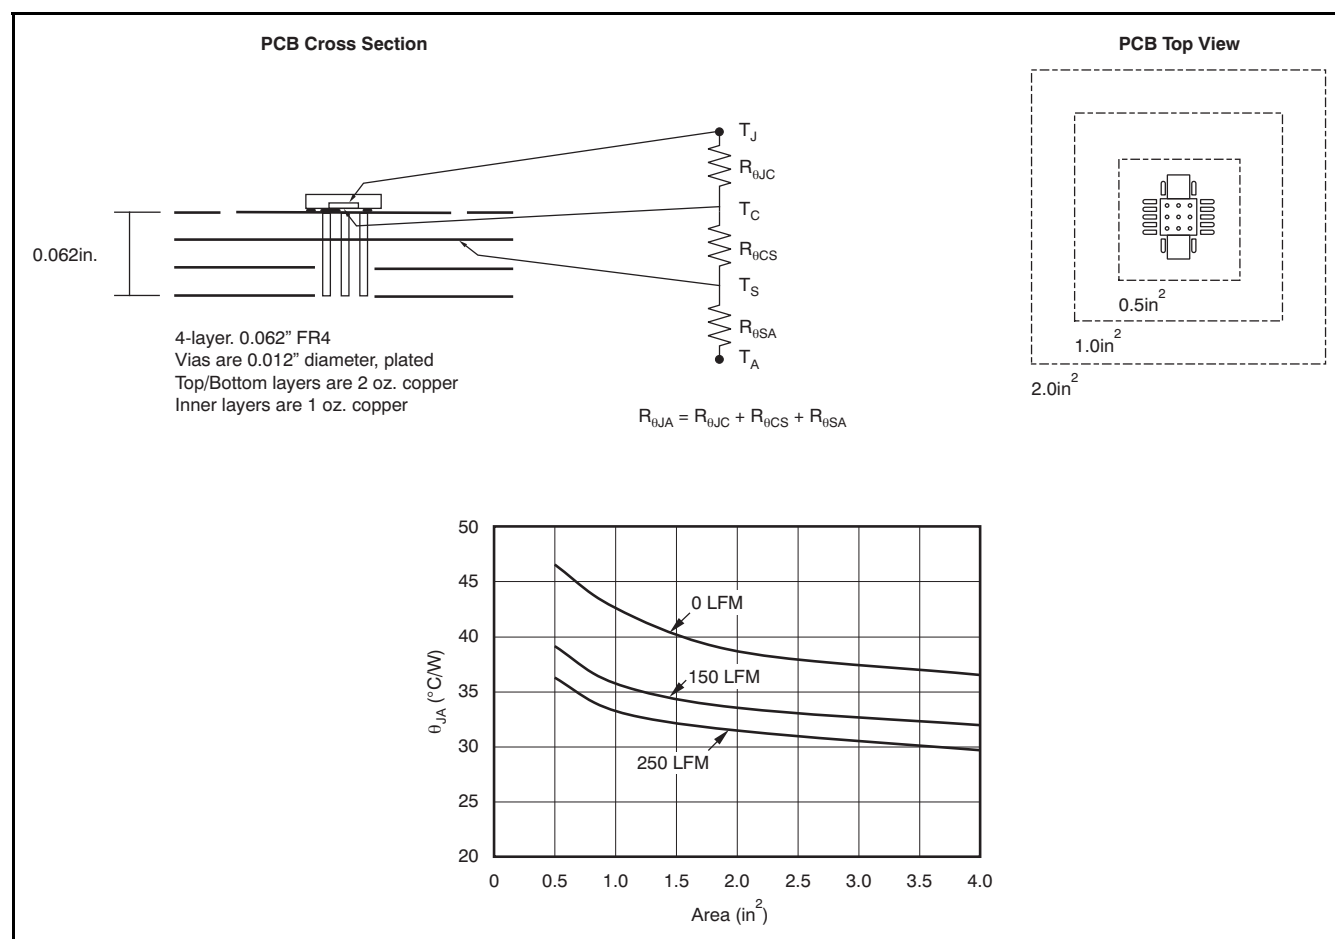 PCB Cross Section
PCB Top View
T_J
R_θJC
T_C
R_θCS
T_S
R_θSA
T_A
0.062in.
4-layer. 0.062” FR4
Vias are 0.012” diameter, plated
Top/Bottom layers are 2 oz. copper
Inner layers are 1 oz. copper
R_θJA = R_θJC + R_θCS + R_θSA
0.5in²
1.0in²
2.0in²
50
45
40
35
30
25
20
θ_JA (°C/W)
0 LFM
150 LFM
250 LFM
0 0.5 1.0 1.5 2.0 2.5 3.0 3.5 4.0
Area (in²)